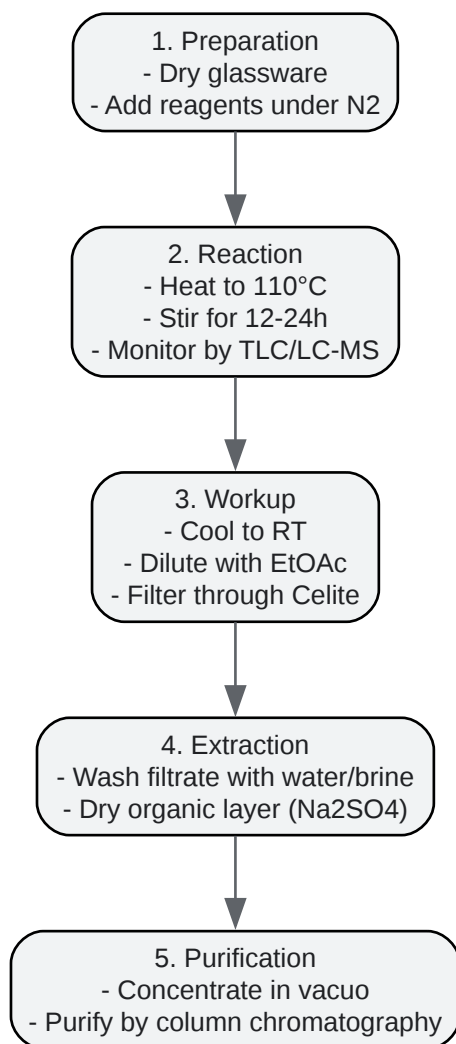 1. Preparation
- Dry glassware
- Add reagents under N2
2. Reaction
- Heat to 110°C
- Stir for 12-24h
- Monitor by TLC/LC-MS
3. Workup
- Cool to RT
- Dilute with EtOAc
- Filter through Celite
4. Extraction
- Wash filtrate with water/brine
- Dry organic layer (Na2SO4)
5. Purification
- Concentrate in vacuo
- Purify by column chromatography